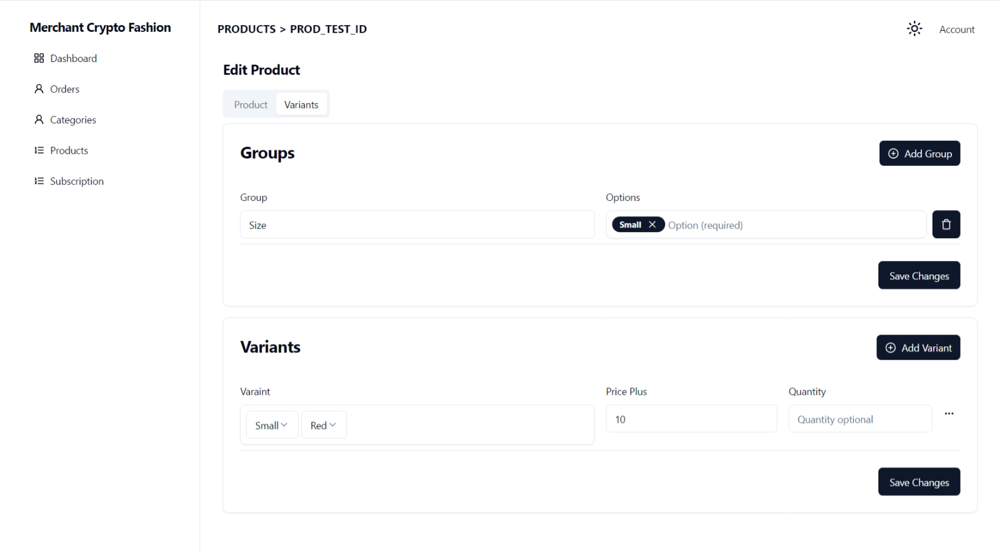 Merchant Crypto Fashion
PRODUCTS > PROD_TEST_ID
Account
Dashboard
Orders
Categories
Products
Subscription
Edit Product
Product
Variants
Groups
Add Group
Group
Options
Size
Small
Option (required)
Save Changes
Variants
Add Variant
Varaint
Price Plus
Quantity
Small
Red
10
Quantity optional
Save Changes